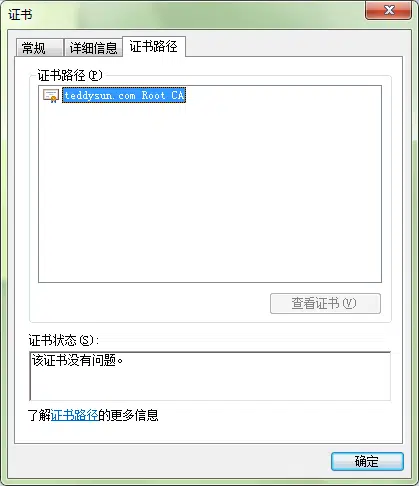 证书
常规
详细信息
证书路径
证书路径(P)
teddysun.com Root CA
查看证书(V)
证书状态(S):
该证书没有问题。
了解证书路径的更多信息
确定